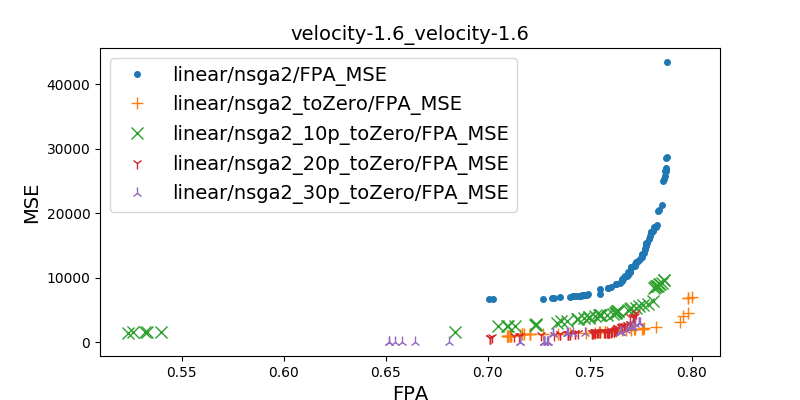 velocity-1.6_velocity-1.6
linear/nsga2/FPA_MSE
linear/nsga2_toZero/FPA_MSE
linear/nsga2_10p_toZero/FPA_MSE
linear/nsga2_20p_toZero/FPA_MSE
linear/nsga2_30p_toZero/FPA_MSE
MSE
40000
30000
20000
10000
0
0.55 0.60 0.65 0.70 0.75 0.80
FPA